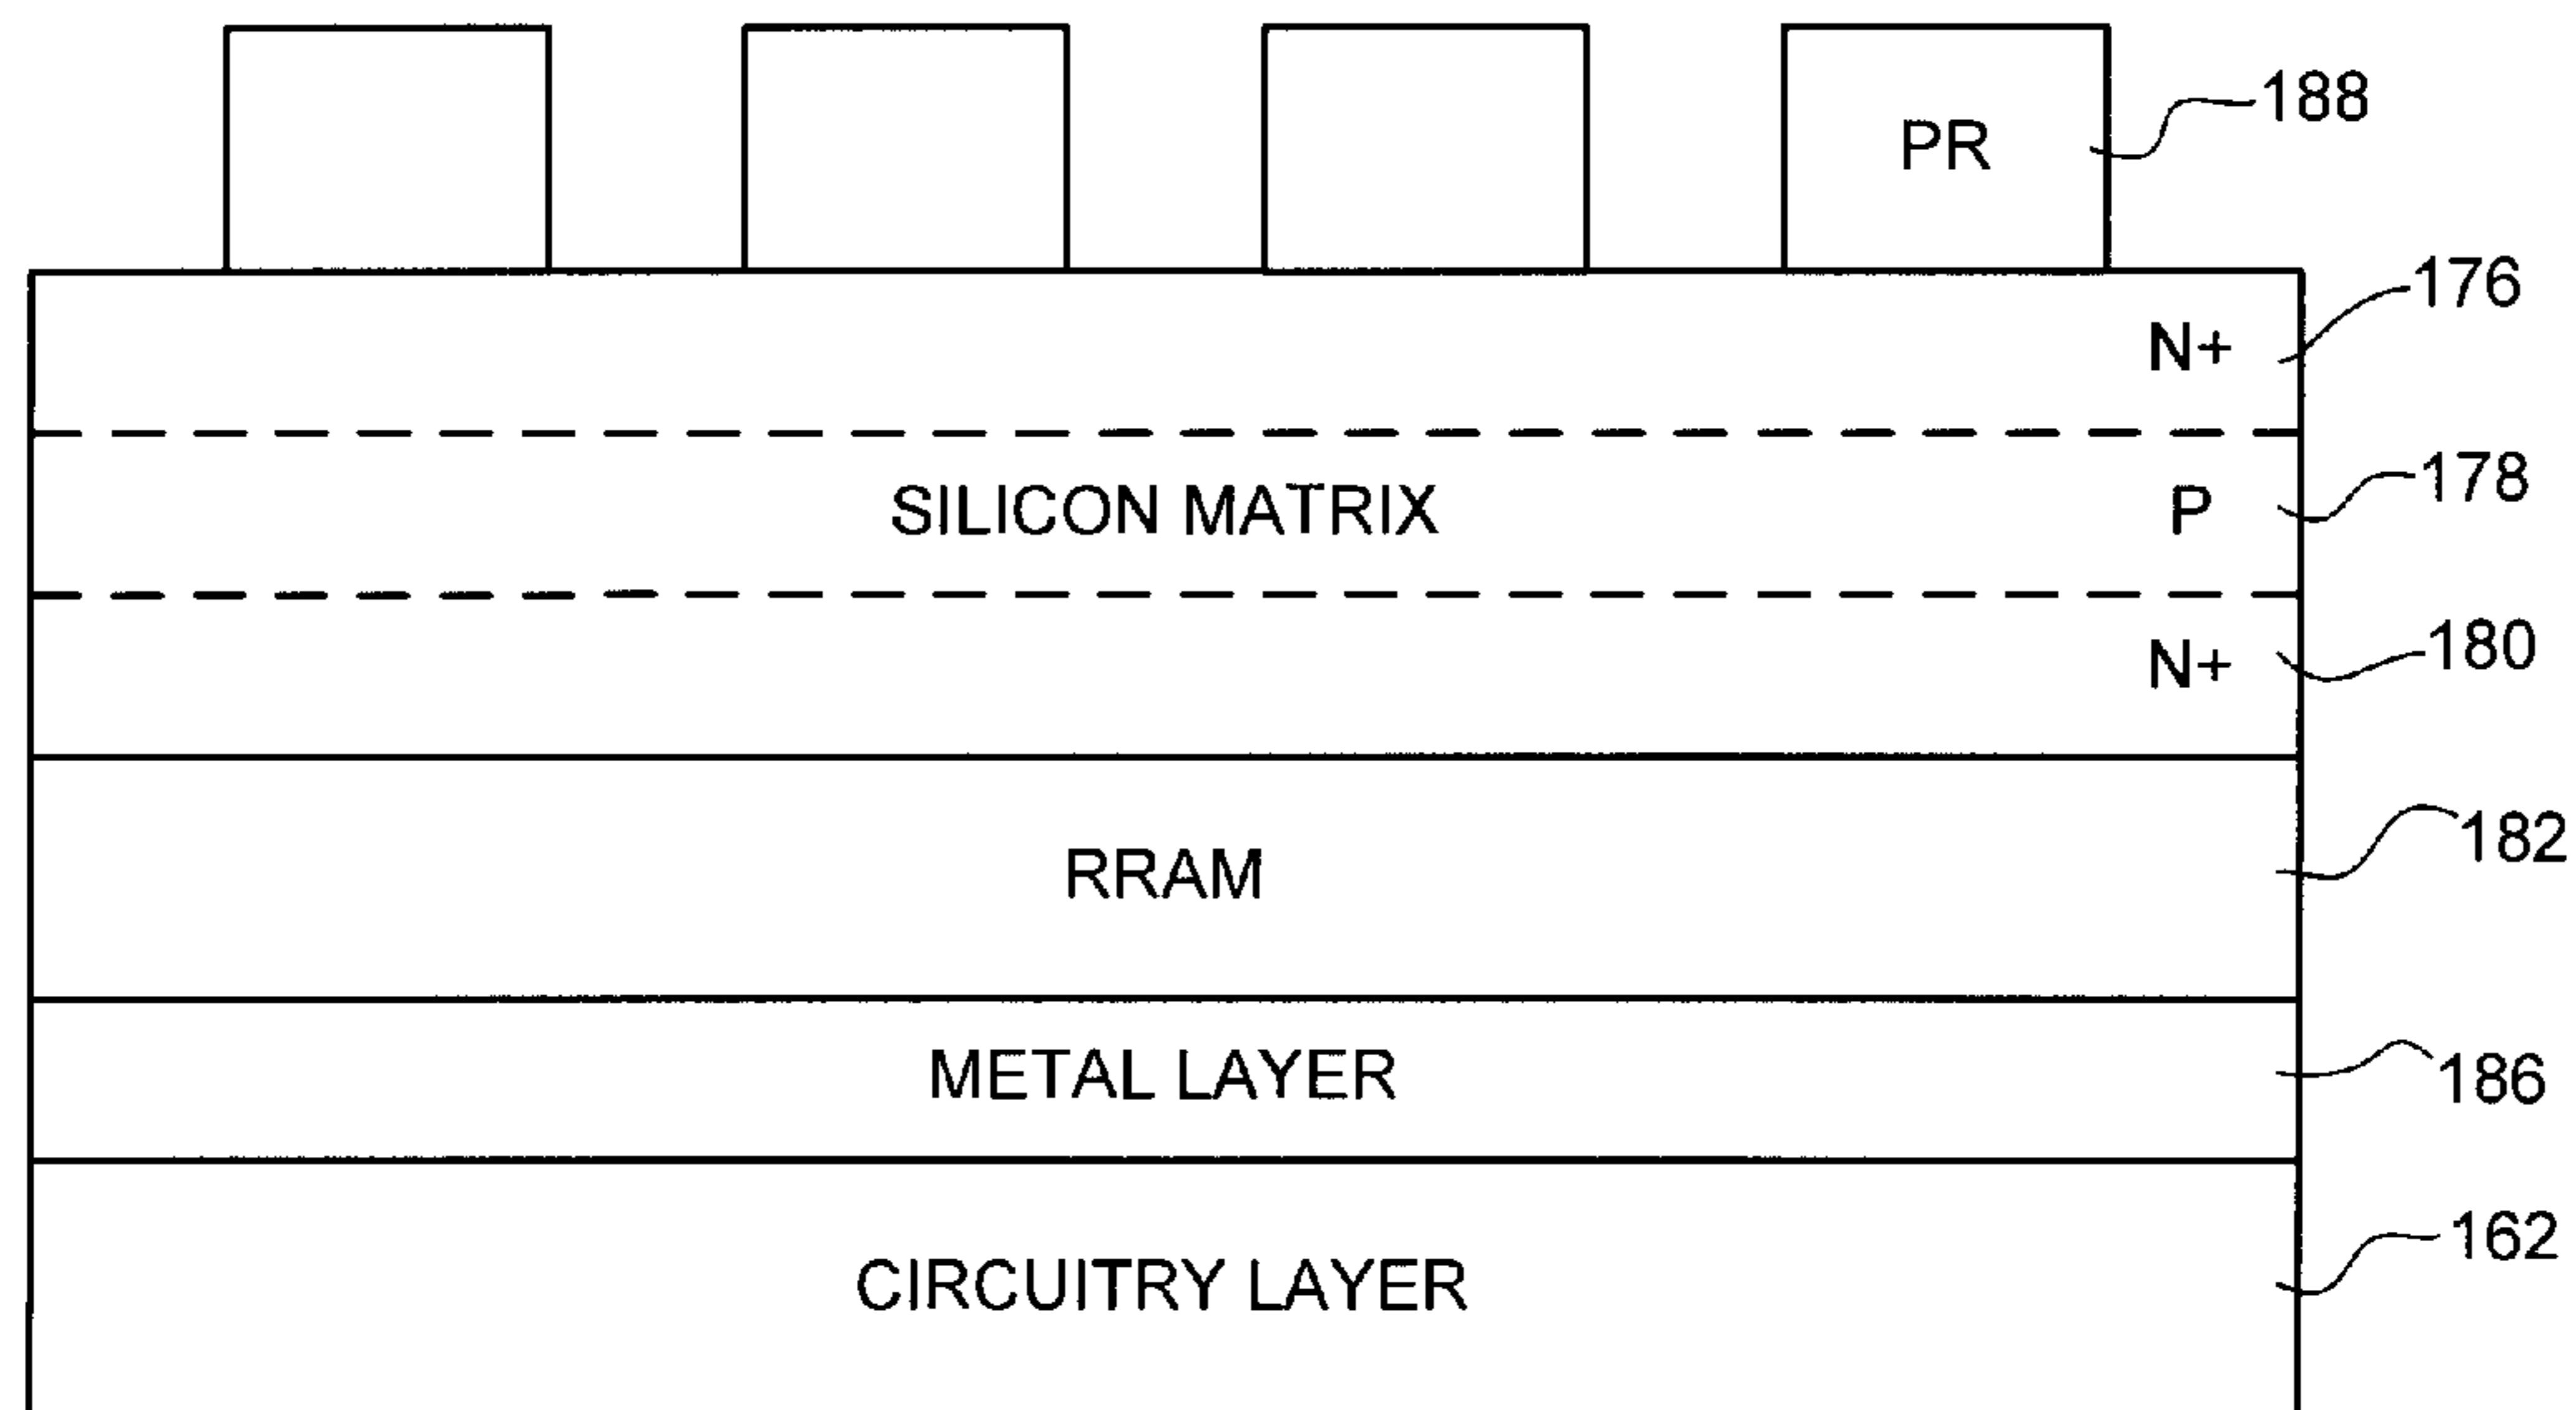 188
PR
176
N+
178
SILICON MATRIX
P
180
N+
182
RRAM
METAL LAYER
186
162
CIRCUITRY LAYER